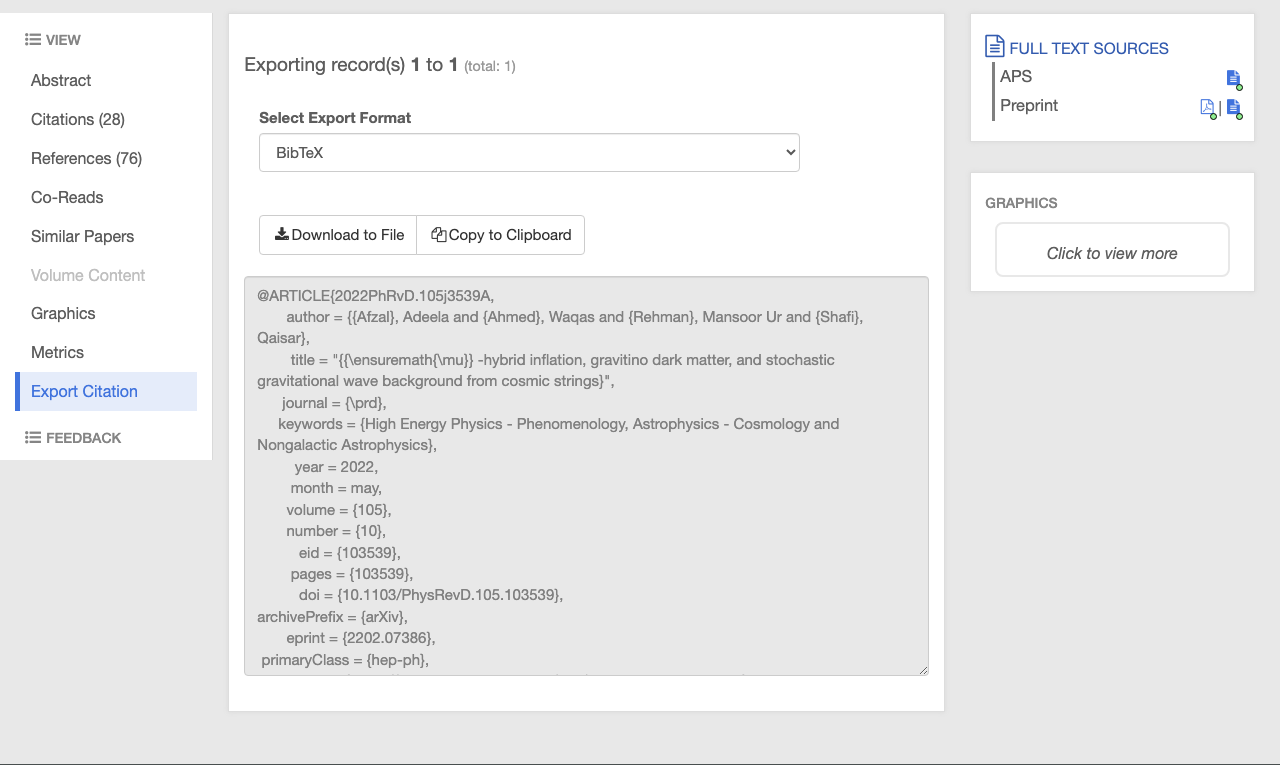 VIEW
Abstract
Citations (28)
References (76)
Co-Reads
Similar Papers
Volume Content
Graphics
Metrics
Export Citation
FEEDBACK
Exporting record(s) 1 to 1 (total: 1)
Select Export Format
BibTeX
Download to File
Copy to Clipboard
@ARTICLE{2022PhRvD.105j3539A,
author = {{Afzal}, Adeela and {Ahmed}, Waqas and {Rehman}, Mansoor Ur and {Shafi},
Qaisar},
title = "{{\ensuremath{\mu}} -hybrid inflation, gravitino dark matter, and stochastic
gravitational wave background from cosmic strings}",
journal = {\prd},
keywords = {High Energy Physics - Phenomenology, Astrophysics - Cosmology and
Nongalactic Astrophysics},
year = 2022,
month = may,
volume = {105},
number = {10},
eid = {103539},
pages = {103539},
doi = {10.1103/PhysRevD.105.103539},
archivePrefix = {arXiv},
eprint = {2202.07386},
primaryClass = {hep-ph},
FULL TEXT SOURCES
APS
Preprint
|
GRAPHICS
Click to view more